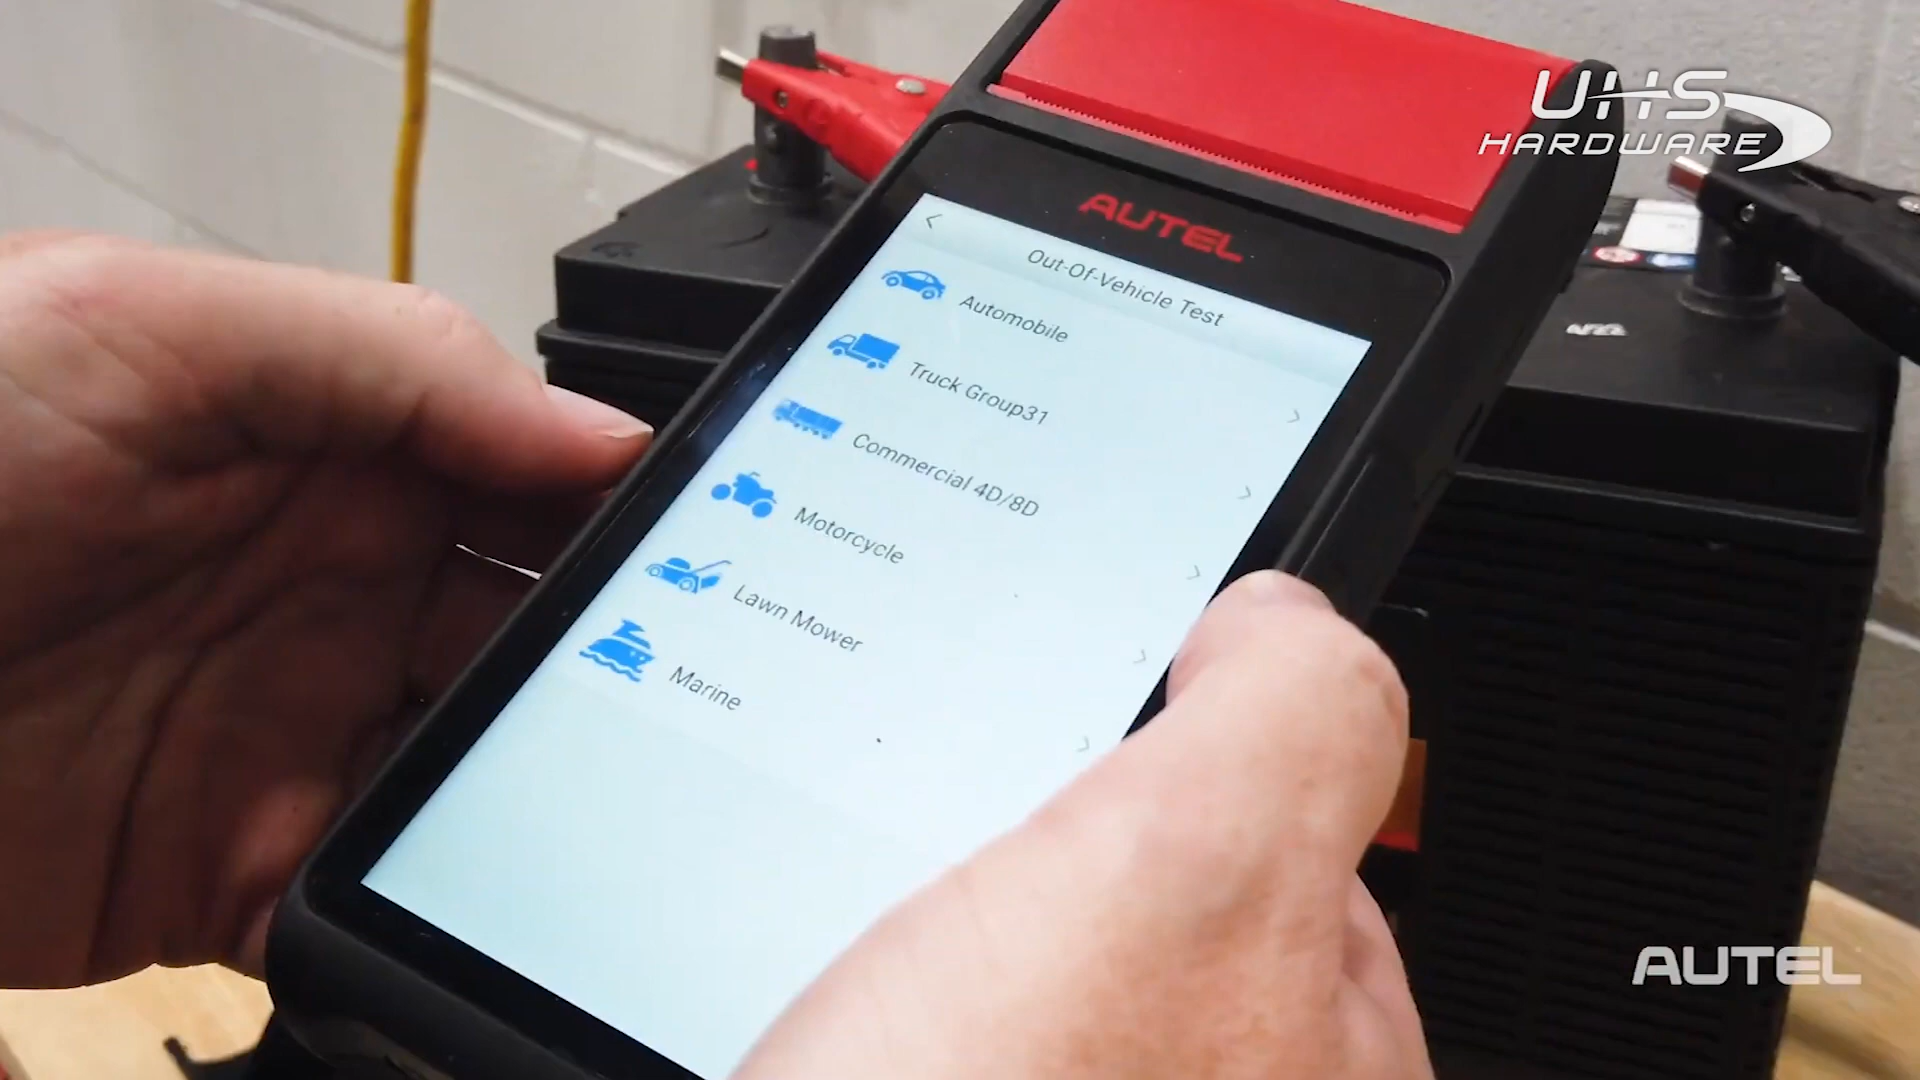 UHS
HARDWARE
AUTEL
Out-Of-Vehicle Test
Automobile
Truck Group31
Commercial 4D/8D
Motorcycle
Lawn Mower
Marine
AUTEL